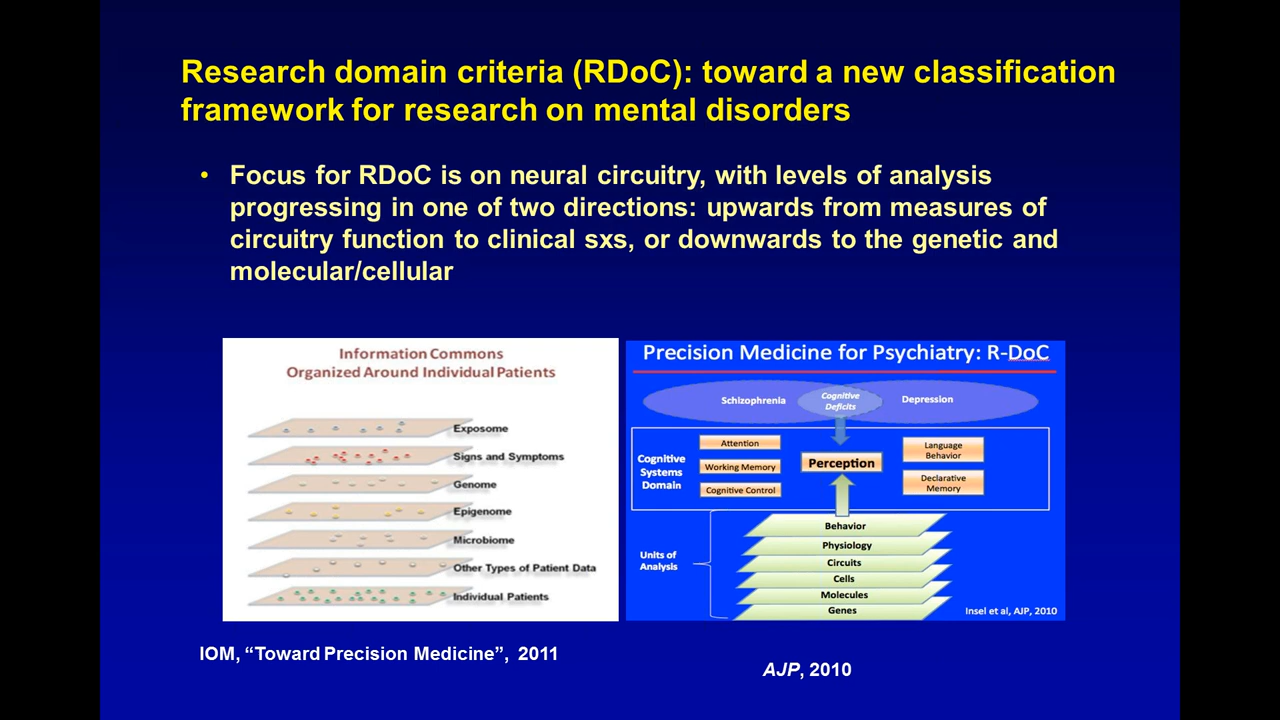 Research domain criteria (RDoC): toward a new classification
framework for research on mental disorders
• Focus for RDoC is on neural circuitry, with levels of analysis
progressing in one of two directions: upwards from measures of
circuitry function to clinical sxs, or downwards to the genetic and
molecular/cellular
Information Commons
Organized Around Individual Patients
Exposome
Signs and Symptoms
Genome
Epigenome
Microbiome
Other Types of Patient Data
Individual Patients
IOM, “Toward Precision Medicine”, 2011
Precision Medicine for Psychiatry: R-DoC
Schizophrenia
Cognitive
Deficits
Depression
Cognitive
Systems
Domain
Attention
Working Memory
Cognitive Control
Perception
Language
Behavior
Declarative
Memory
Units of
Analysis
Behavior
Physiology
Circuits
Cells
Molecules
Genes
Insel et al, AJP, 2010
AJP, 2010